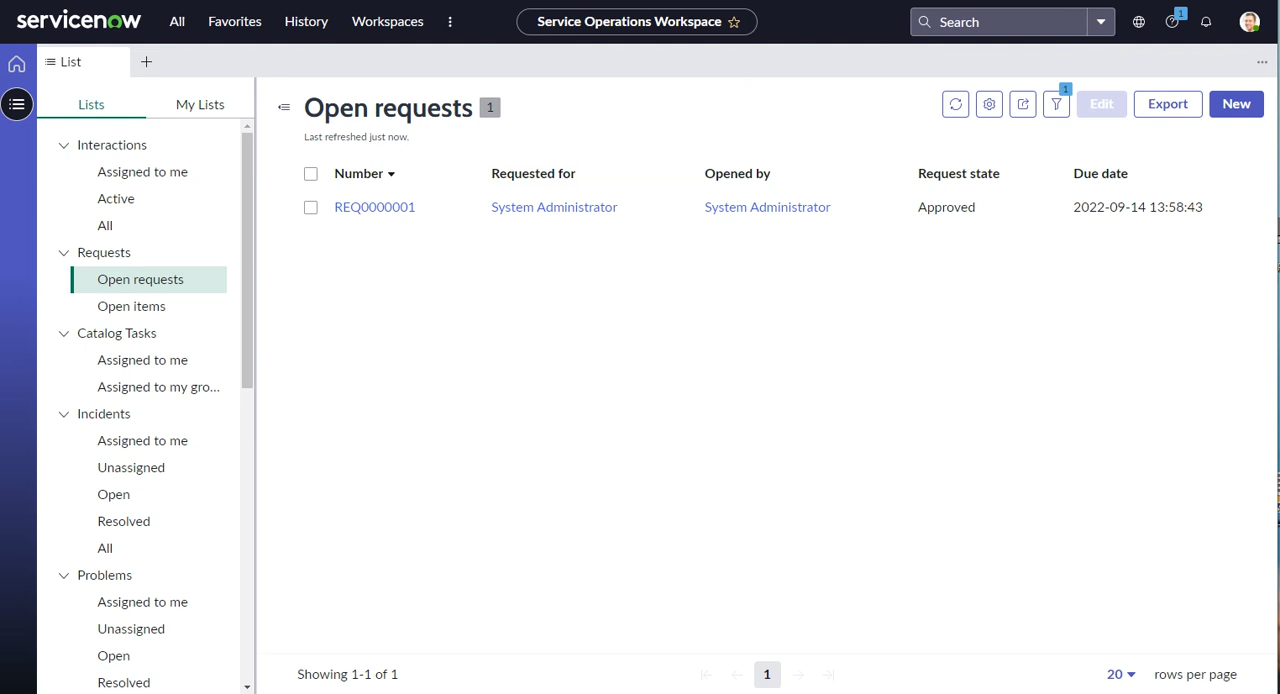 servicenow All Favorites History Workspaces Service Operations Workspace Search 1
List
Lists My Lists
Interactions
Assigned to me
Active
All
Requests
Open requests
Open items
Catalog Tasks
Assigned to me
Assigned to my gro...
Incidents
Assigned to me
Unassigned
Open
Resolved
All
Problems
Assigned to me
Unassigned
Open
Resolved
Open requests 1
1 Edit Export New
Last refreshed just now.
Number Requested for Opened by Request state Due date
REQ0000001 System Administrator System Administrator Approved 2022-09-14 13:58:43
Showing 1-1 of 1 1 20 rows per page